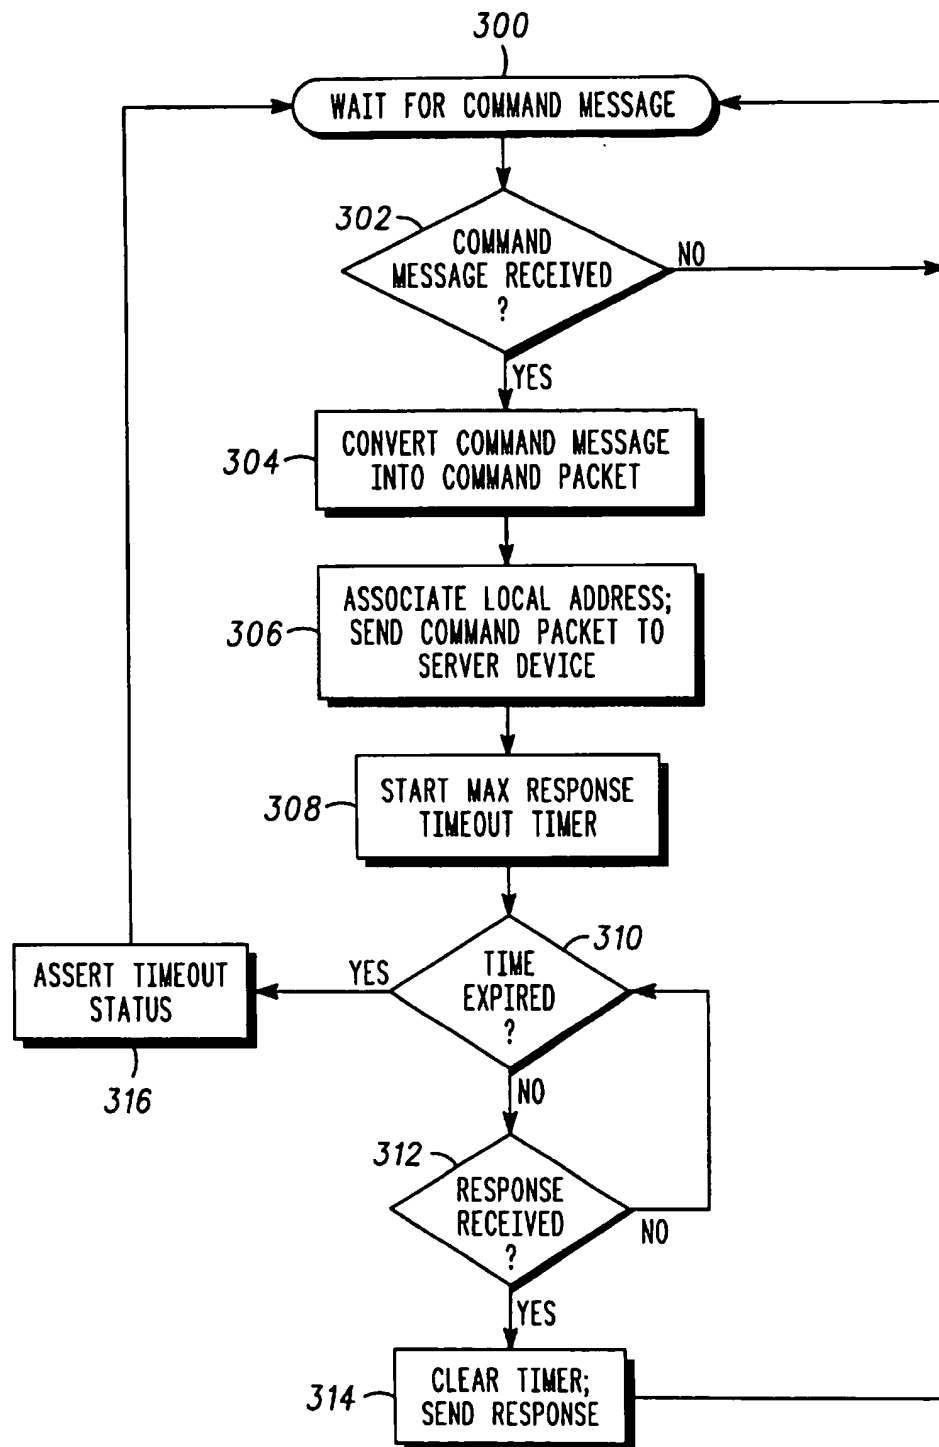 300
WAIT FOR COMMAND MESSAGE
302
COMMAND
MESSAGE RECEIVED
?
NO
YES
304
CONVERT COMMAND MESSAGE
INTO COMMAND PACKET
306
ASSOCIATE LOCAL ADDRESS;
SEND COMMAND PACKET TO
SERVER DEVICE
308
START MAX RESPONSE
TIMEOUT TIMER
310
TIME
EXPIRED
?
YES
ASSERT TIMEOUT
STATUS
316
NO
312
RESPONSE
RECEIVED
?
NO
YES
314
CLEAR TIMER;
SEND RESPONSE